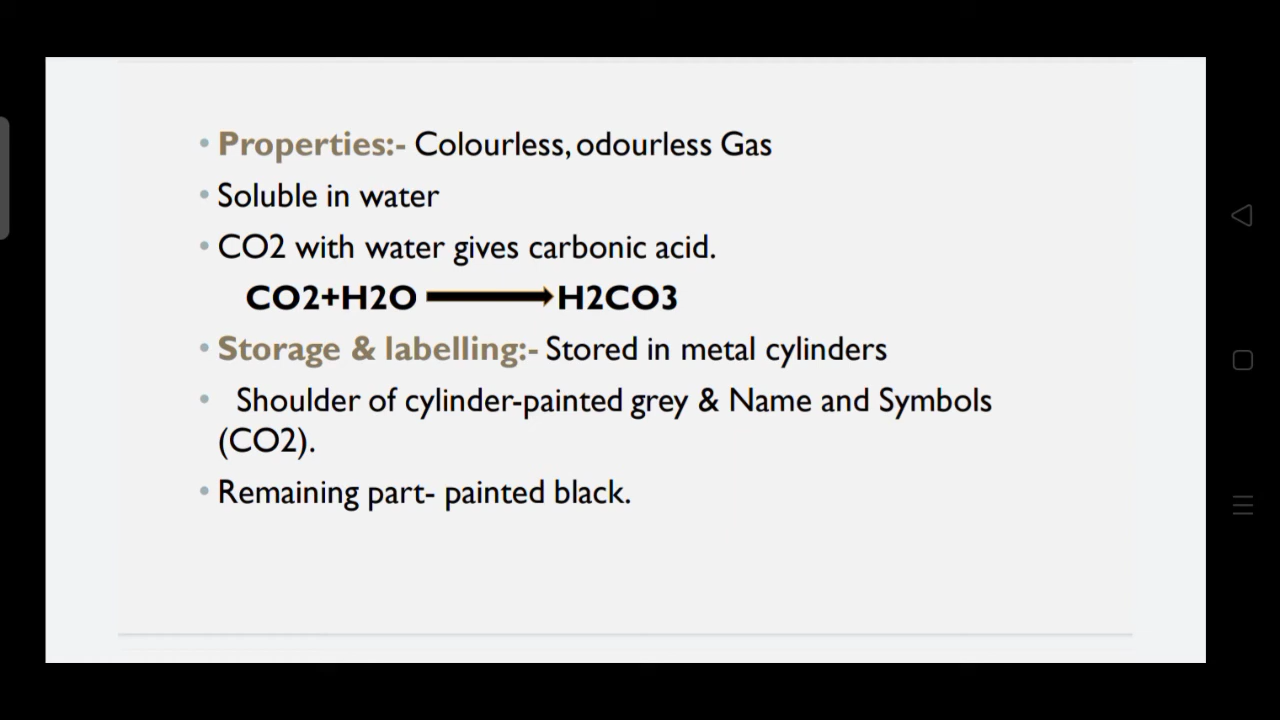 • Properties:- Colourless, odourless Gas
• Soluble in water
• CO2 with water gives carbonic acid.
CO2+H2O ⟶ H2CO3
• Storage & labelling:- Stored in metal cylinders
• Shoulder of cylinder-painted grey & Name and Symbols
(CO2).
• Remaining part- painted black.